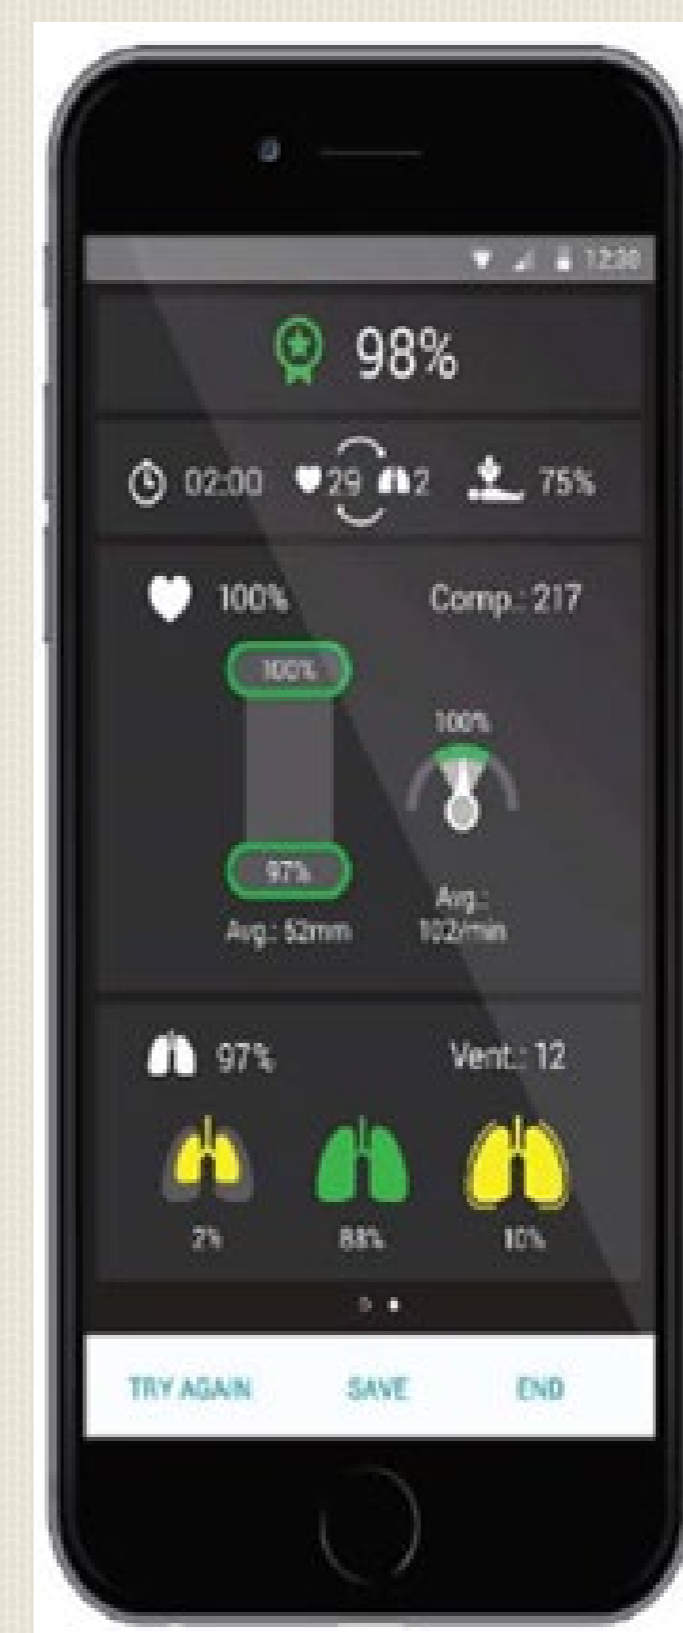 12:30
98%
02:00 29 2 75%
100% Comp.: 217
100%
100%
97%
Avg.: 52mm
Avg.:
102/min
97% Vent.: 12
2% 88% 10%
TRY AGAIN SAVE END